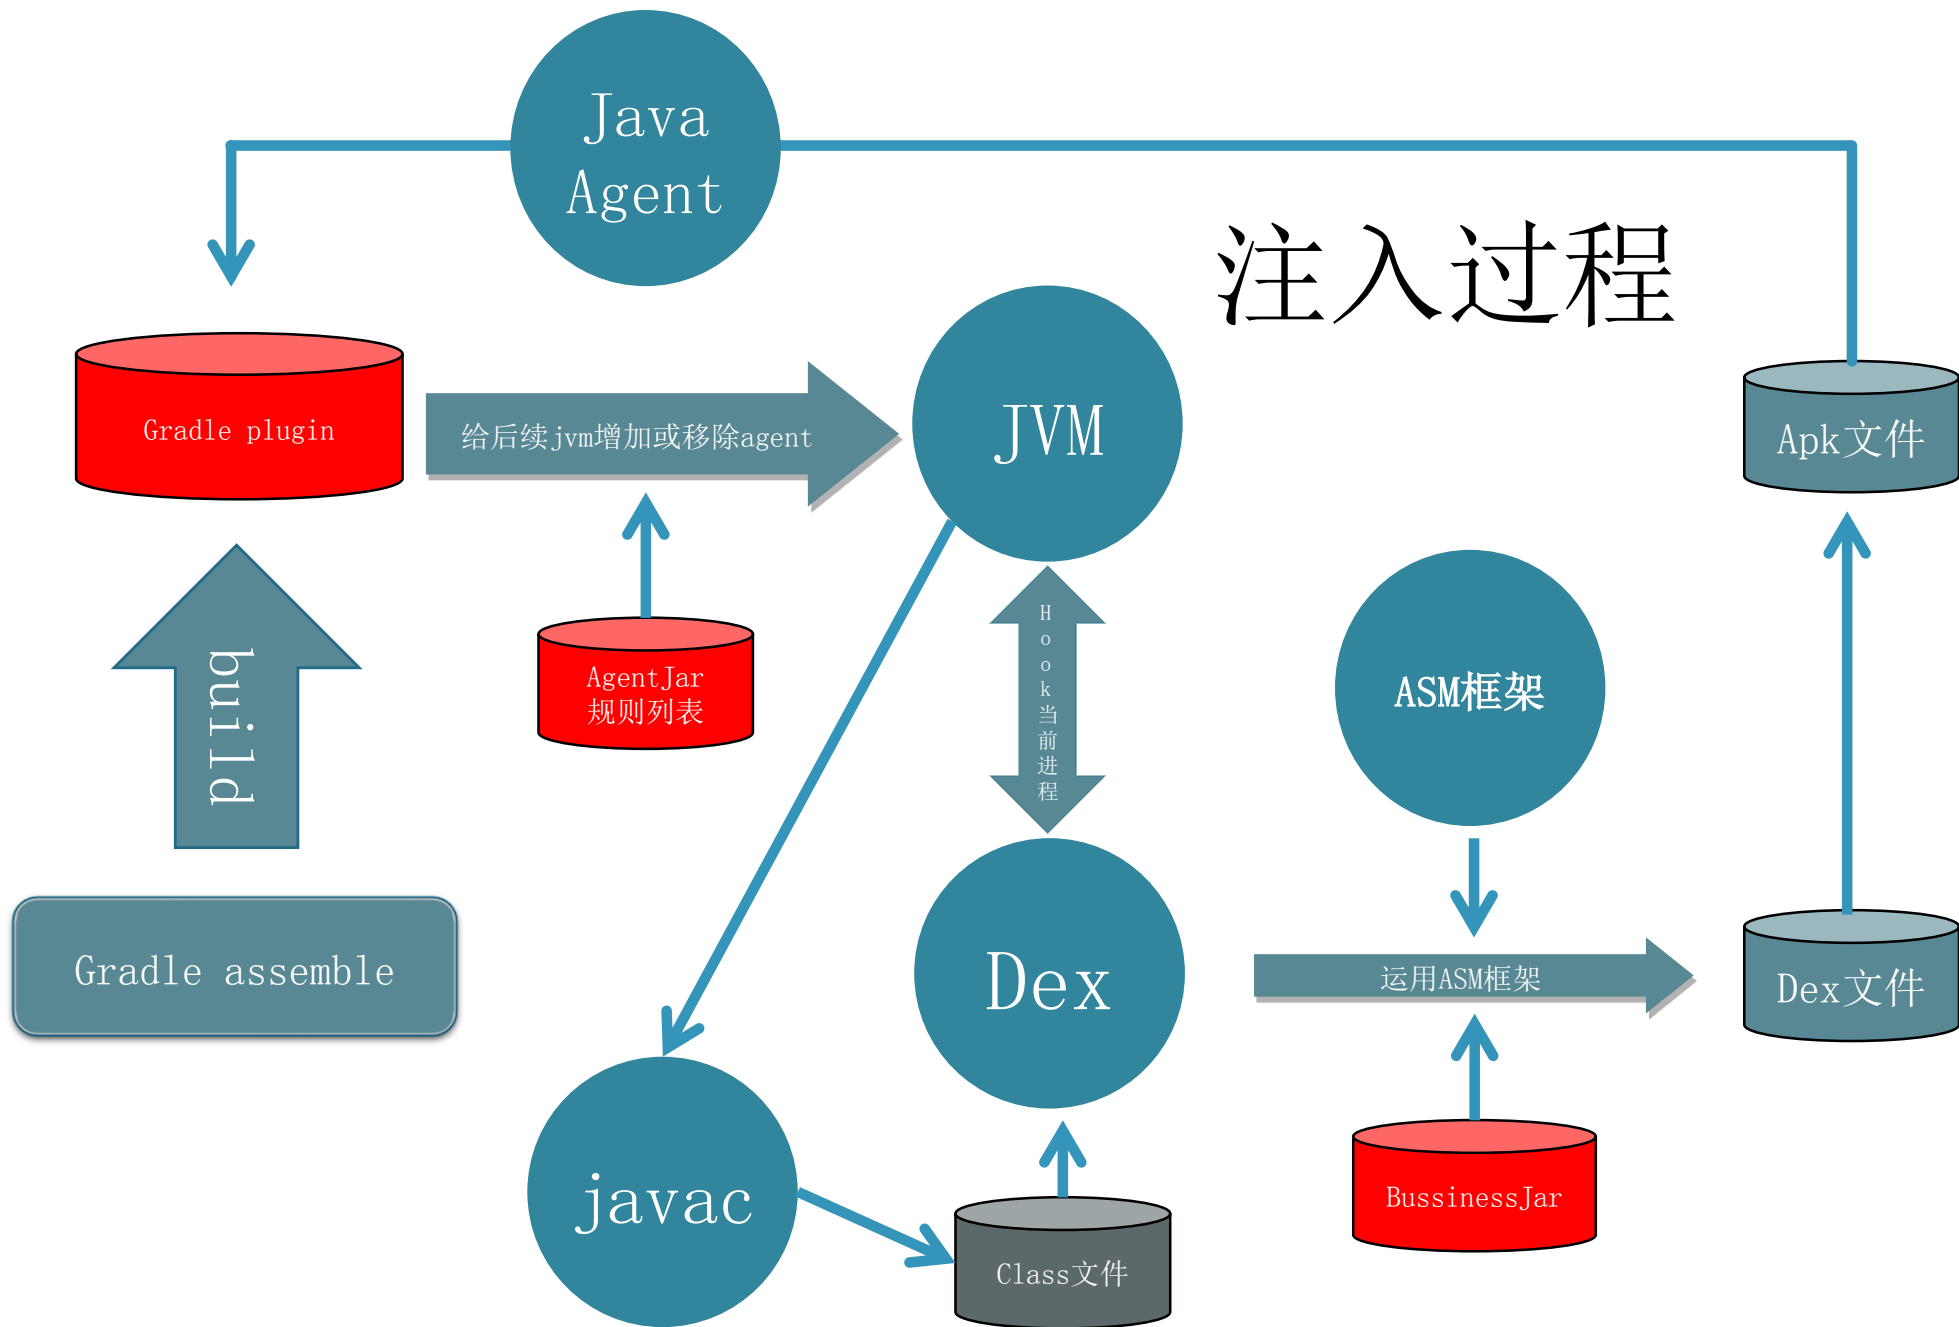 Java
Agent
注入过程
Gradle plugin
给后续jvm增加或移除agent
JVM
Apk文件
build
AgentJar
规则列表
Hook当前进程
ASM框架
Gradle assemble
Dex
运用ASM框架
Dex文件
javac
Class文件
BussinessJar